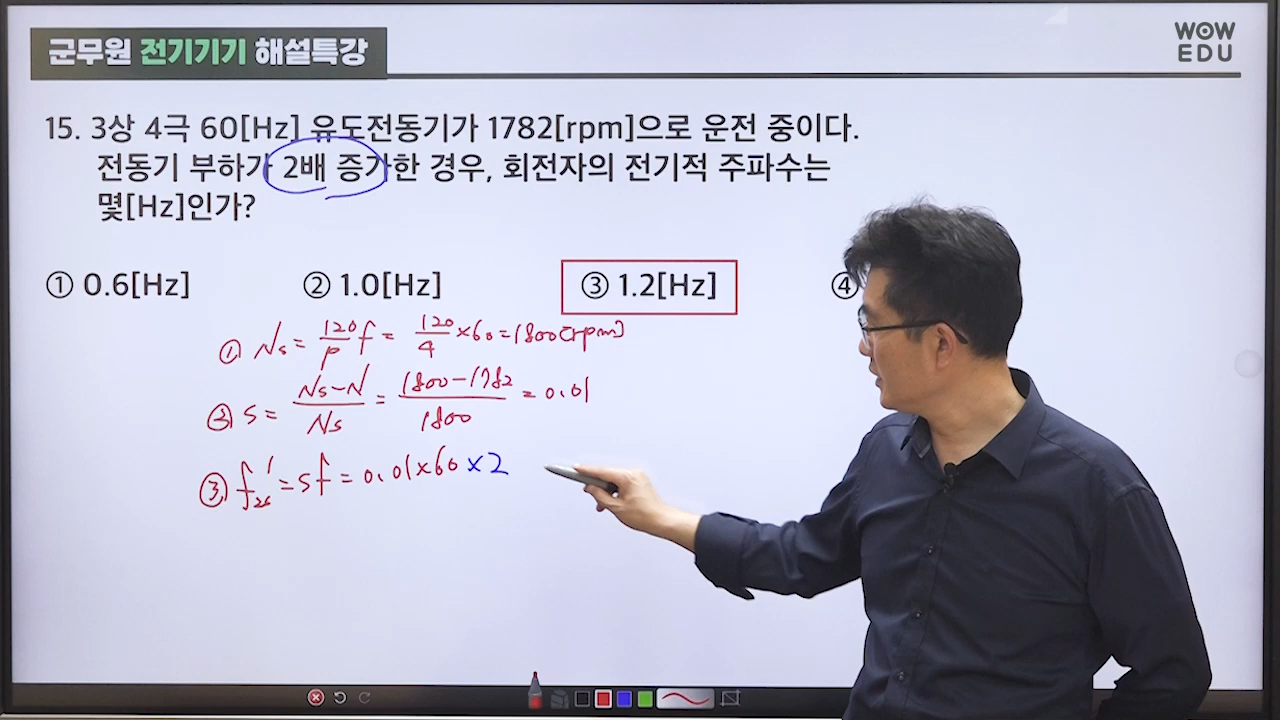 군무원 전기기기 해설특강
WOW
EDU
15. 3상 4극 60[Hz] 유도전동기가 1782[rpm]으로 운전 중이다.
전동기 부하가 2배 증가한 경우, 회전자의 전기적 주파수는
몇[Hz]인가?
① 0.6[Hz] ② 1.0[Hz] ③ 1.2[Hz] ④
① Ns = 120/p f = 120/4 ×60 = 1800[rpm]
② s = Ns-N/Ns = 1800-1782/1800 = 0.01
③ f2s' = sf = 0.01×60 ×2